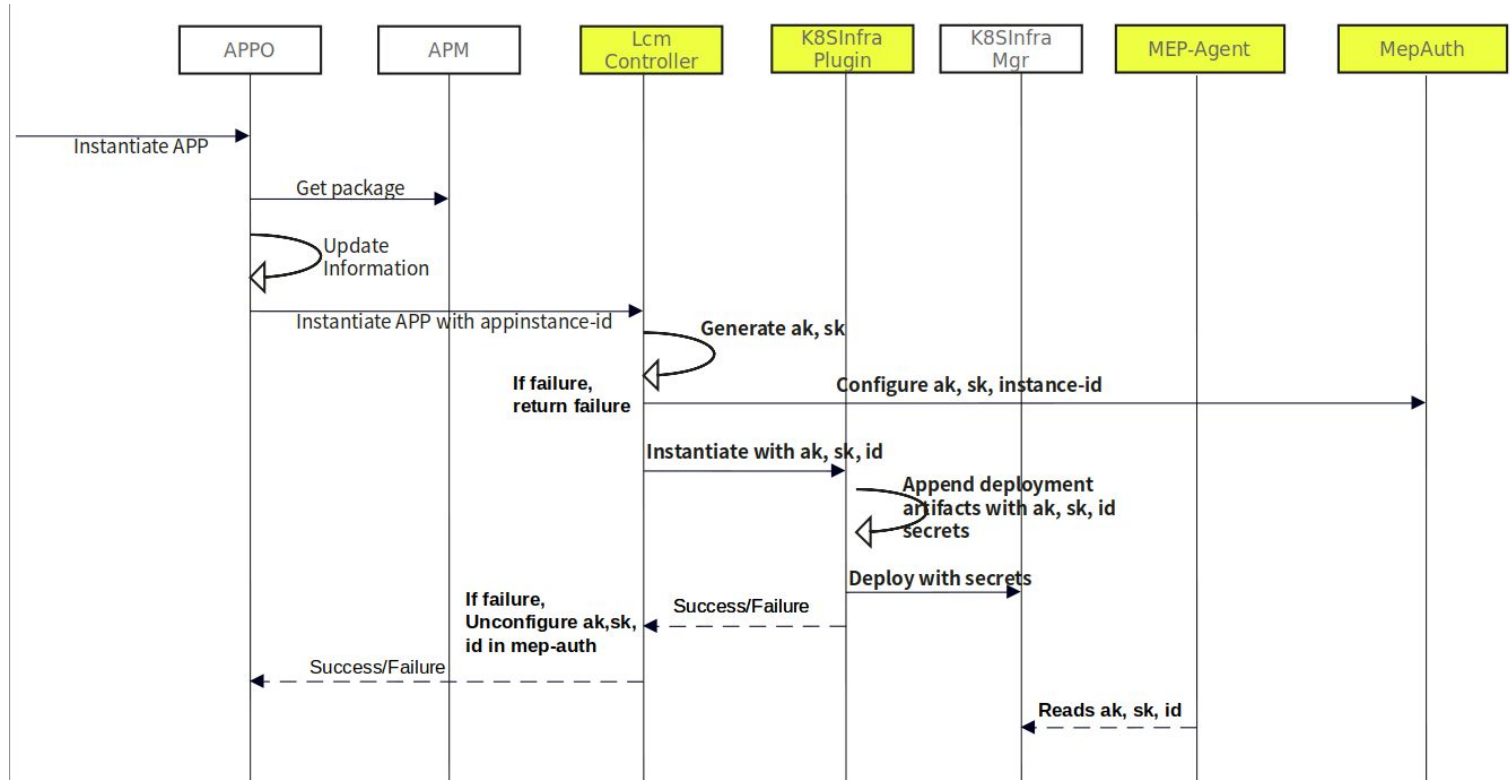 APPO
APM
Lcm
Controller
K8SInfra
Plugin
K8SInfra
Mgr
MEP-Agent
MepAuth
Instantiate APP
Get package
Update
Information
Instantiate APP with appinstance-id
Generate ak, sk
If failure,
return failure
Configure ak, sk, instance-id
Instantiate with ak, sk, id
Append deployment
artifacts with ak, sk, id
secrets
Deploy with secrets
If failure,
Unconfigure ak,sk,
id in mep-auth
Success/Failure
Success/Failure
Reads ak, sk, id